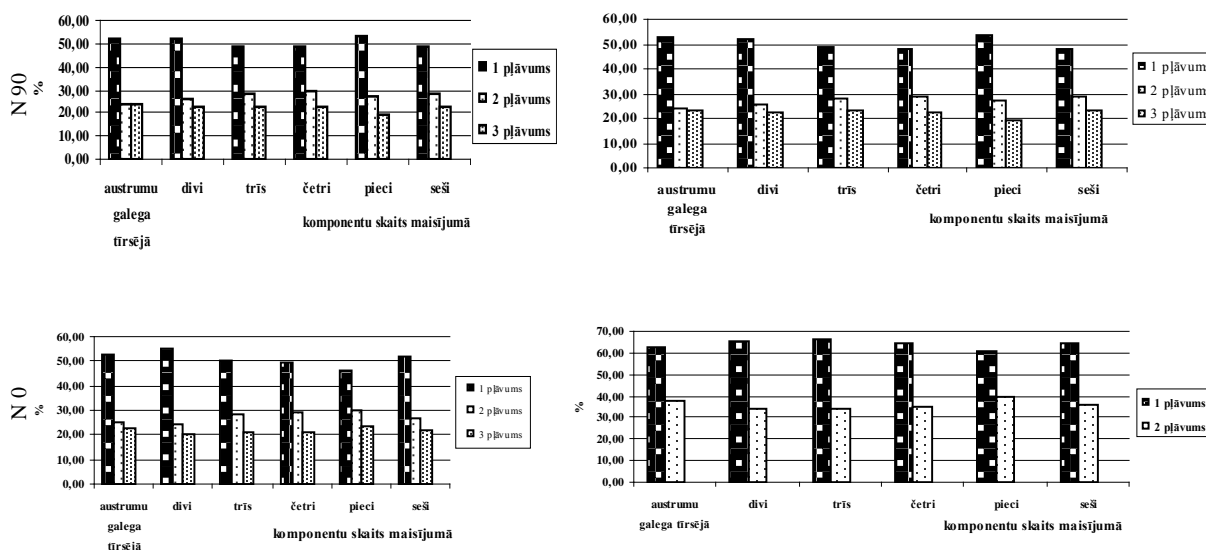 N 90
%
60,00
50,00
40,00
30,00
20,00
10,00
0,00
austrumu galega tīrsējā
divi
trīs
četri
pieci
seši
komponentu skaits maisījumā
1 pļāvums
2 pļāvums
3 pļāvums
60,00
50,00
40,00
30,00
20,00
10,00
0,00
austrumu
galega
tīrsējā
divi
trīs
četri
pieci
seši
komponentu skaits maisījumā
1 pļāvums
2 pļāvums
3 pļāvums
N 0
%
60,00
50,00
40,00
30,00
20,00
10,00
0,00
austrumu
galega
tīrsējā
divi
trīs
četri
pieci
seši
komponentu skaits maisījumā
1 pļāvums
2 pļāvums
3 pļāvums
%
70,00
60,00
50,00
40,00
30,00
20,00
10,00
0,00
austrumu
galega tīrsējā
divi
trīs
četri
pieci
seši
komponentu skaits maisījumā
1 pļāvums
2 pļāvums